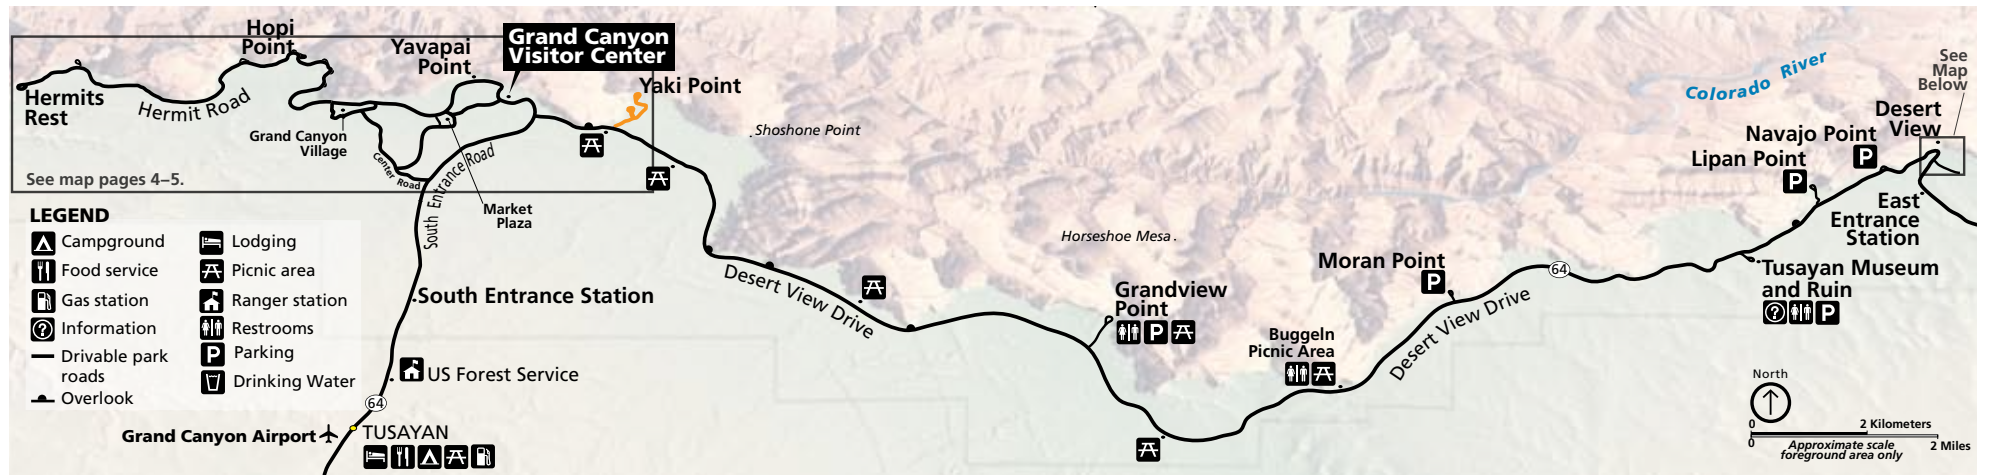 Hopi
Point
Yavapai
Point
Grand Canyon
Visitor Center
Yaki Point
Hermits
Rest
Hermit Road
Grand Canyon
Village
Center Road
South Entrance Road
Market
Plaza
See map pages 4–5.
Shoshone Point
Colorado River
See
Map
Below
Desert
View
Navajo Point
P
Lipan Point
P
East
Entrance
Station
Horseshoe Mesa
Moran Point
P
64
Tusayan Museum
and Ruin
? P
LEGEND
Campground
Food service
Gas station
? Information
Drivable park
roads
Overlook
Lodging
Picnic area
Ranger station
Restrooms
P Parking
Drinking Water
South Entrance Station
Desert View Drive
Grandview
Point
P
Buggeln
Picnic Area
Desert View Drive
US Forest Service
64
Grand Canyon Airport
TUSAYAN
North
0 2 Kilometers
0 2 Miles
Approximate scale
foreground area only